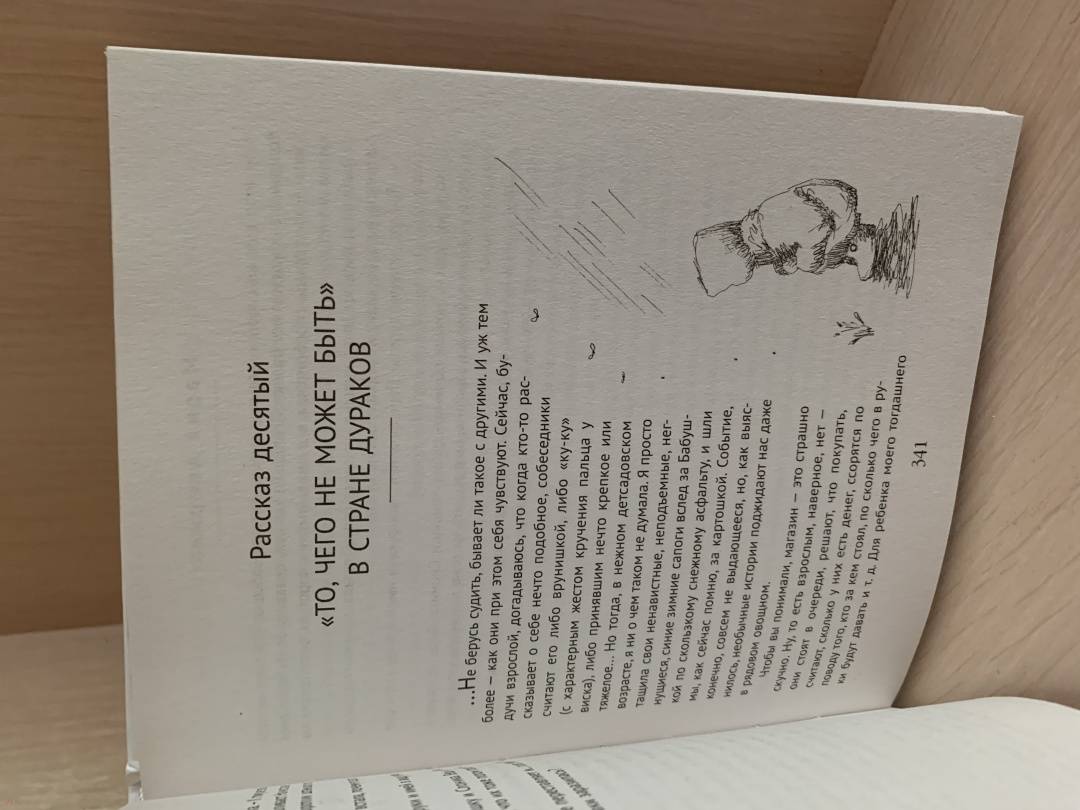 Рассказ десятый
«ТО, ЧЕГО НЕ МОЖЕТ БЫТЬ»
В СТРАНЕ ДУРАКОВ
...Не берусь судить, бывает ли такое с другими. И уж тем
более — как они при этом себя чувствуют. Сейчас, бу-
дучи взрослой, догадываюсь, что когда кто-то рас-
сказывает о себе нечто подобное, собеседники
считают его либо врунишкой, либо «ку-ку»
(с характерным жестом кручения пальца у
виска), либо принявшим нечто крепкое или
тяжелое... Но тогда, в нежном детсадовском
возрасте, я ни о чем таком не думала. Я просто
тащила свои ненавистные, неподъемные, нег-
нущиеся, синие зимние сапоги вслед за Бабуш-
кой по скользкому снежному асфальту, и шли
мы, как сейчас помню, за картошкой. Событие,
конечно, совсем не выдающееся, но, как выяс-
нилось, необычные истории поджидают нас даже
в рядовом овощном.
Чтобы вы понимали, магазин — это страшно
скучно. Ну, то есть взрослым, наверное, нет —
они стоят в очереди, решают, что покупать,
считают, сколько у них есть денег, ссорятся по
поводу того, кто за кем стоял, по сколько чего в ру-
ки будут давать и т. д. Для ребенка моего тогдашнего
341